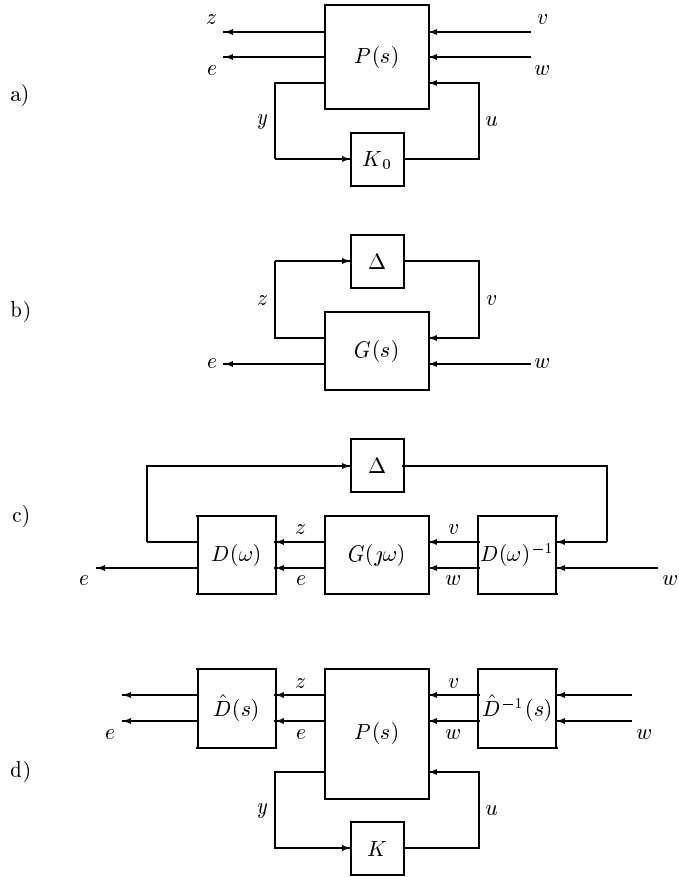 z v
P(s)
e w
a)
y u
K₀
Δ
z v
b)
G(s)
e w
Δ
c)
z v
D(ω) G(ȷω) D(ω)⁻¹
e e w w
z v
D̂(s) P(s) D̂⁻¹(s)
e e w w
d)
y u
K